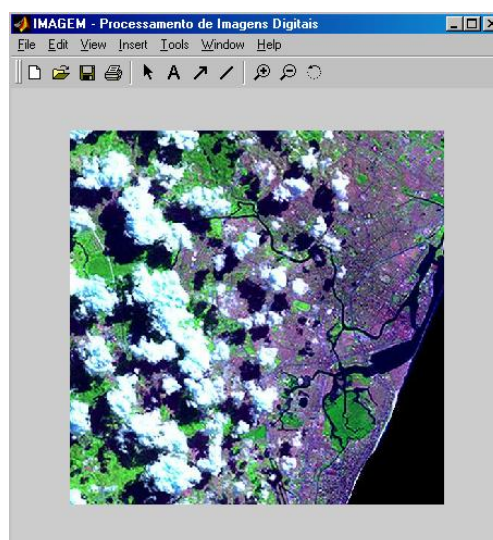 IMAGEM - Processamento de Imagens Digitais
File Edit View Insert Tools Window Help
A